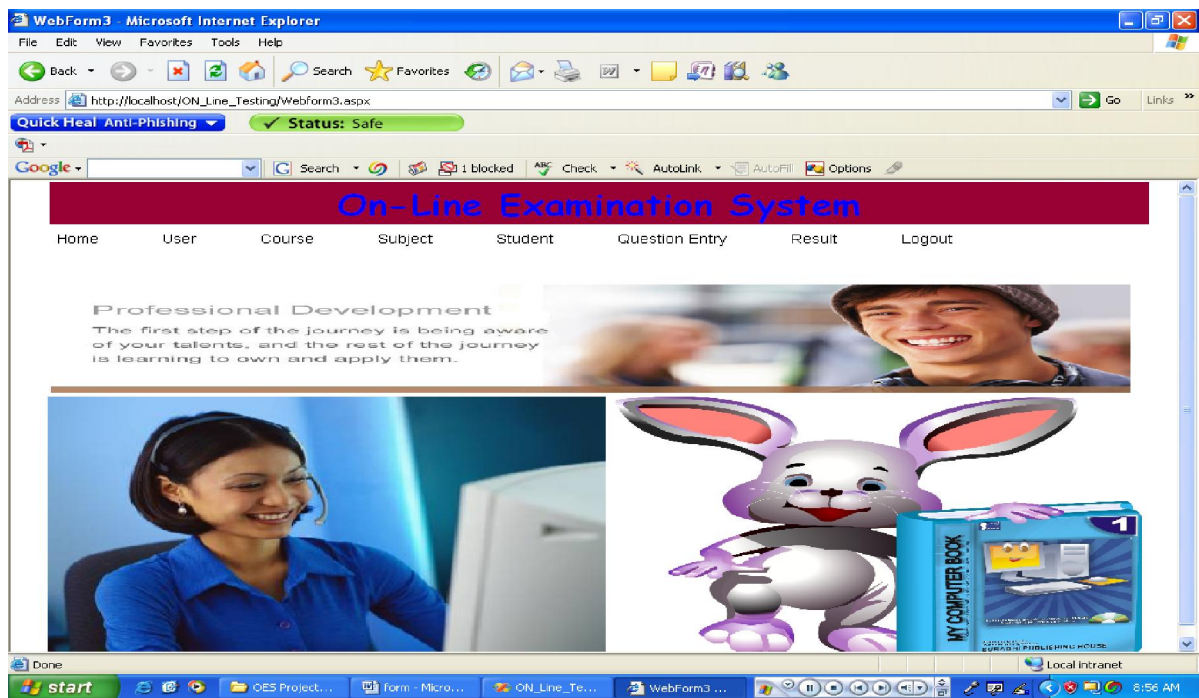 WebForm3 - Microsoft Internet Explorer
File Edit View Favorites Tools Help
Back Search Favorites
Address http://localhost/ON_Line_Testing/Webform3.aspx Go Links »
Quick Heal Anti-Phishing Status: Safe
Google Search 1 blocked ABC Check AutoLink AutoFill Options
On-Line Examination System
Home User Course Subject Student Question Entry Result Logout
Professional Development
The first step of the journey is being aware
of your talents, and the rest of the journey
is learning to own and apply them.
1
MY COMPUTER BOOK
PUBLISHING HOUSE
Done Local intranet
start OES Project... form - Micro... ON_Line_Te... WebForm3 ... 8:56 AM